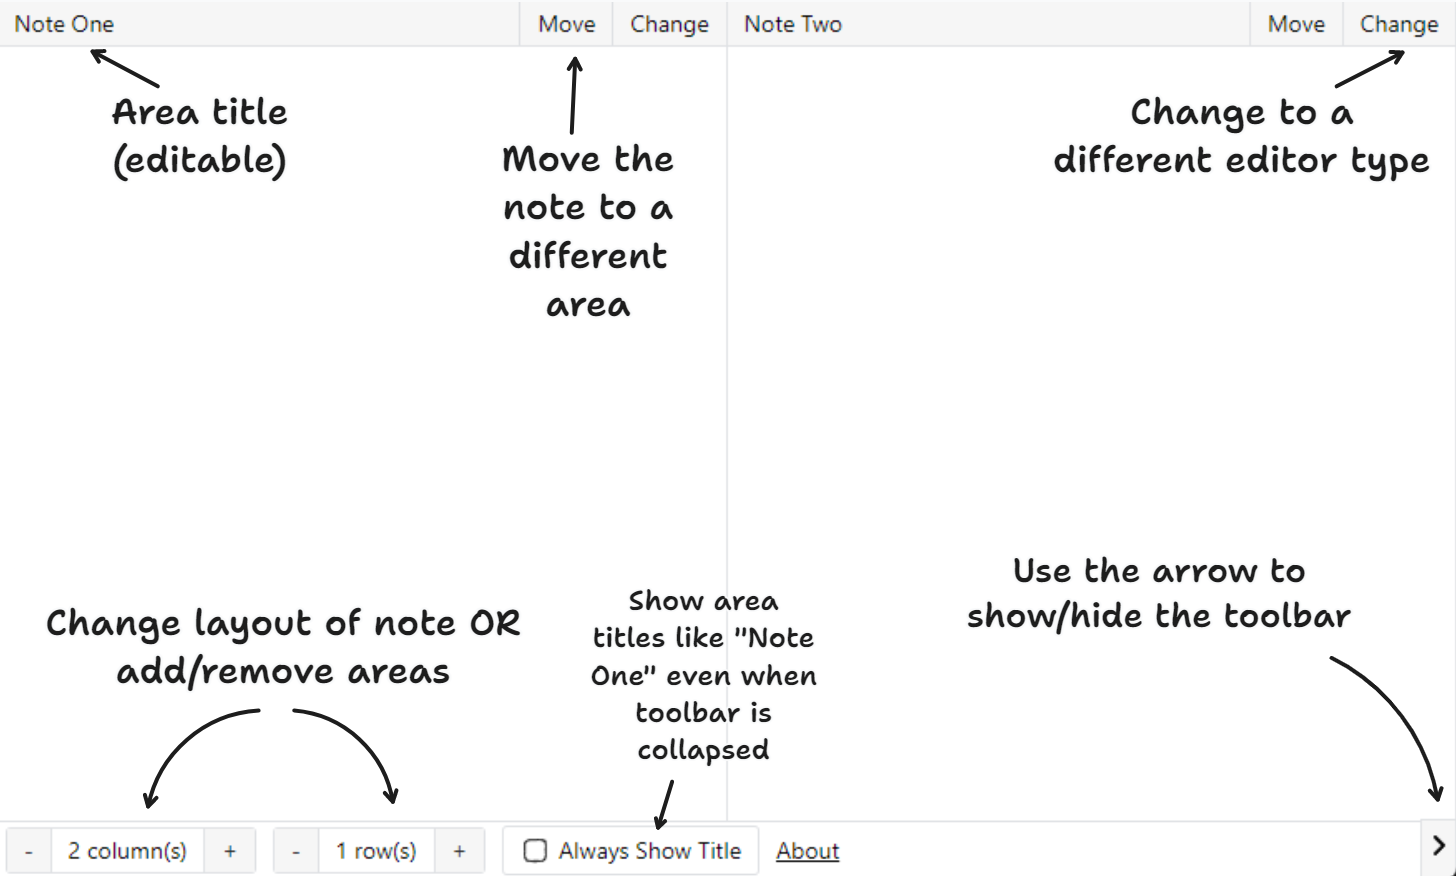 Note One
Move
Change
Note Two
Move
Change
Area title
(editable)
Move the
note to a
different
area
Change to a
different editor type
Change layout of note OR
add/remove areas
Show area
titles like "Note
One" even when
toolbar is
collapsed
Use the arrow to
show/hide the toolbar
- 2 column(s) +
- 1 row(s) +
Always Show Title
About